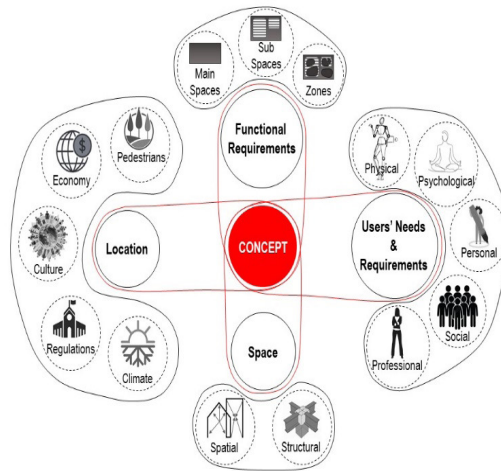 Sub
Spaces
Main
Spaces
Zones
Functional
Requirements
Pedestrians
Economy
$
Culture
Regulations
Climate
Location
CONCEPT
Users' Needs
&
Requirements
Physical
Psychological
Personal
Social
Professional
Space
Spatial
Structural